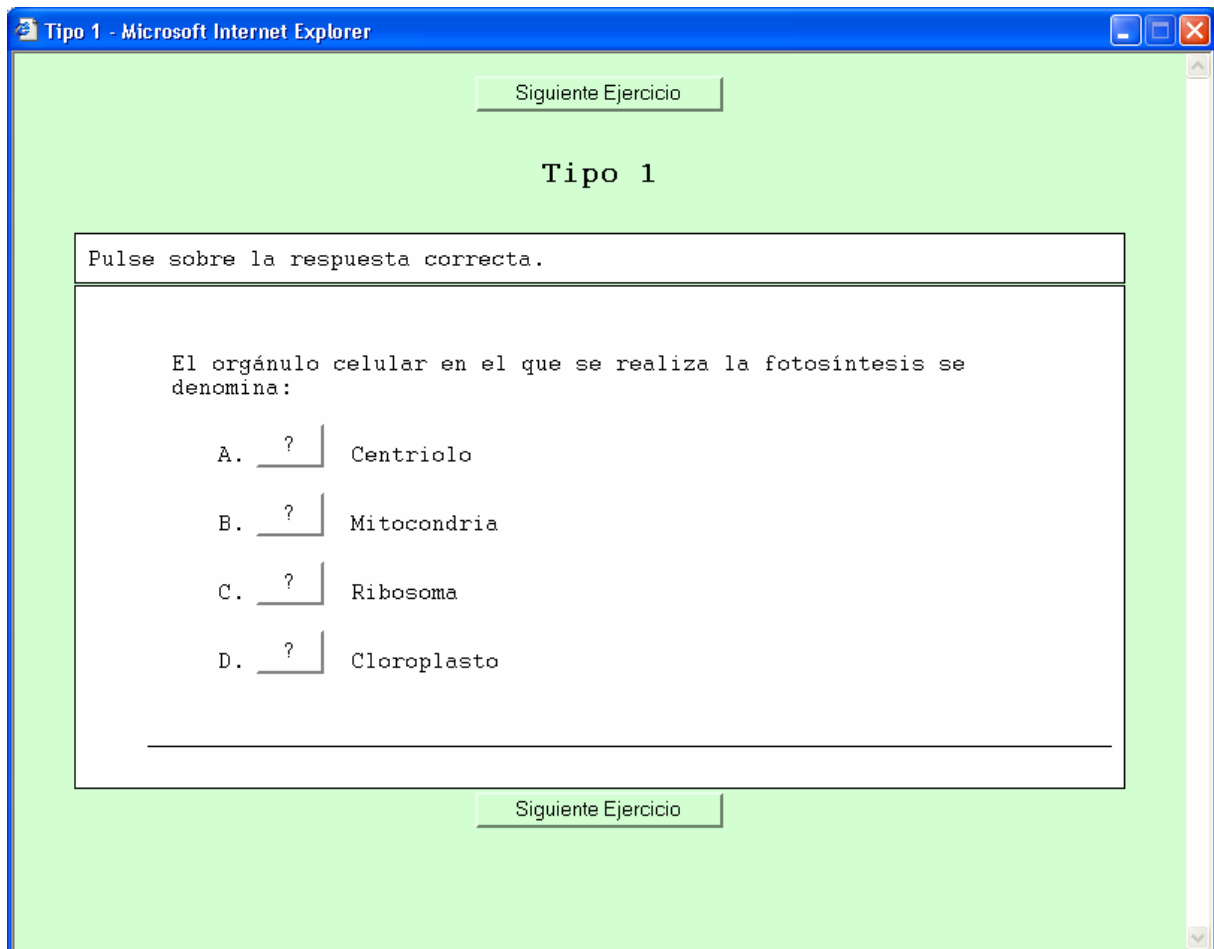 Tipo 1 - Microsoft Internet Explorer
Siguiente Ejercicio
Tipo 1
Pulse sobre la respuesta correcta.
El orgánulo celular en el que se realiza la fotosíntesis se
denomina:
A. ? Centriolo
B. ? Mitocondria
C. ? Ribosoma
D. ? Cloroplasto
Siguiente Ejercicio